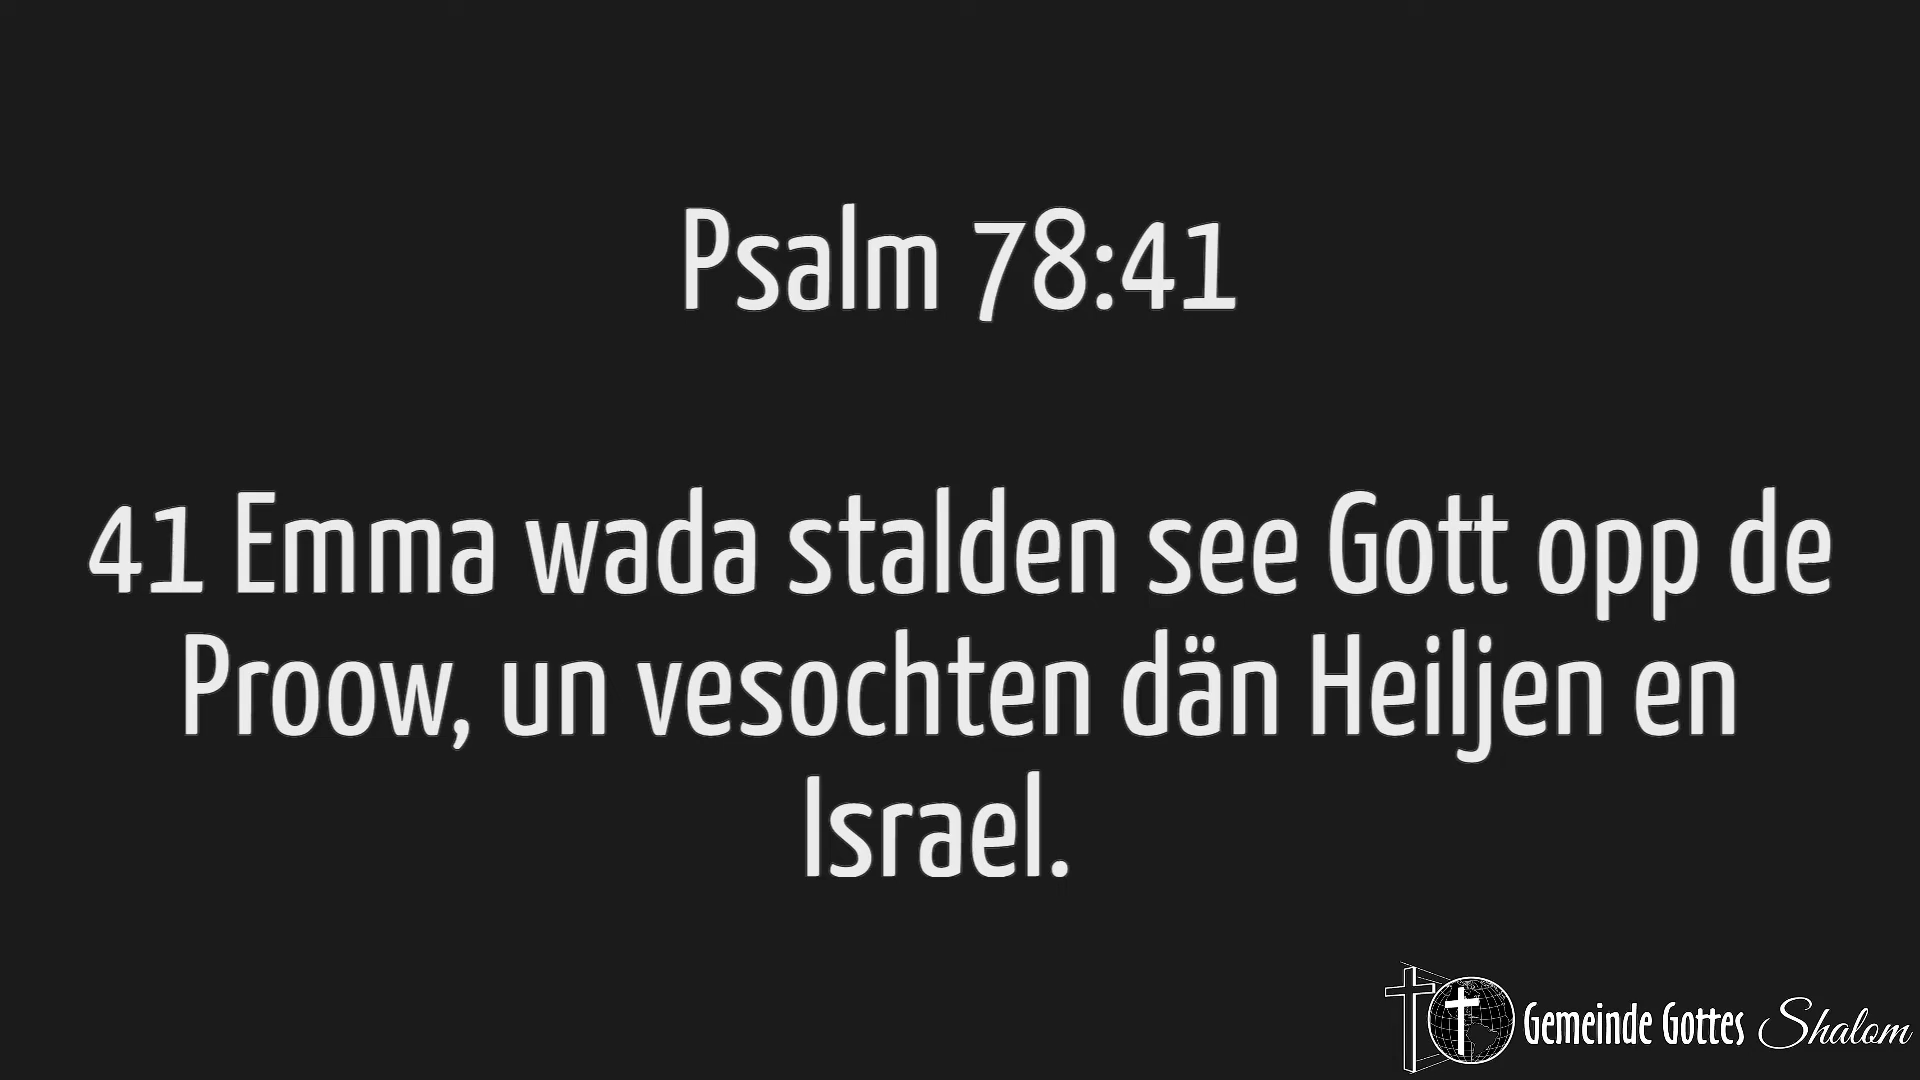 Psalm 78:41
41 Emma wada stalden see Gott opp de
Proow, un vesochten dän Heiljen en
Israel.
Gemeinde Gottes Shalom